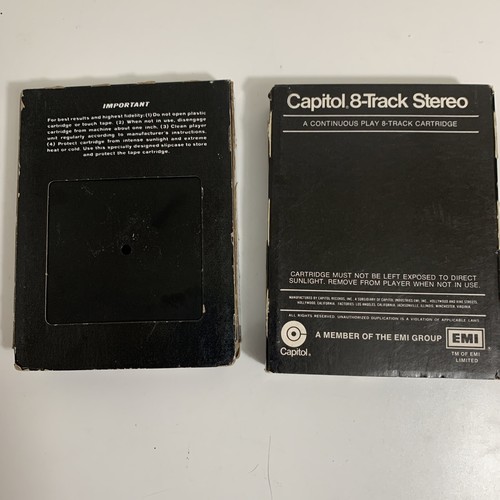 IMPORTANT
For best results and highest fidelity: (1) Do not open plastic
cartridge or touch tape. (2) When not in use, disengage
cartridge from machine about one inch. (3) Clean player
unit regularly according to manufacturer's instructions.
(4) Protect cartridge from intense sunlight and extreme
heat or cold. Use this specially designed slipcase to store
and protect the tape cartridge.
Capitol. 8-Track Stereo
A CONTINUOUS PLAY 8-TRACK CARTRIDGE
CARTRIDGE MUST NOT BE LEFT EXPOSED TO DIRECT
SUNLIGHT. REMOVE FROM PLAYER WHEN NOT IN USE.
MANUFACTURED BY CAPITOL RECORDS, INC. A SUBSIDIARY OF CAPITOL INDUSTRIES-EMI, INC., HOLLYWOOD AND VINE STREETS,
HOLLYWOOD, CALIFORNIA. FACTORIES: LOS ANGELES, CALIFORNIA; JACKSONVILLE, ILLINOIS; WINCHESTER, VIRGINIA.
ALL RIGHTS RESERVED. UNAUTHORIZED DUPLICATION IS A VIOLATION OF APPLICABLE LAWS.
Capitol®
A MEMBER OF THE EMI GROUP
EMI
TM OF EMI
LIMITED